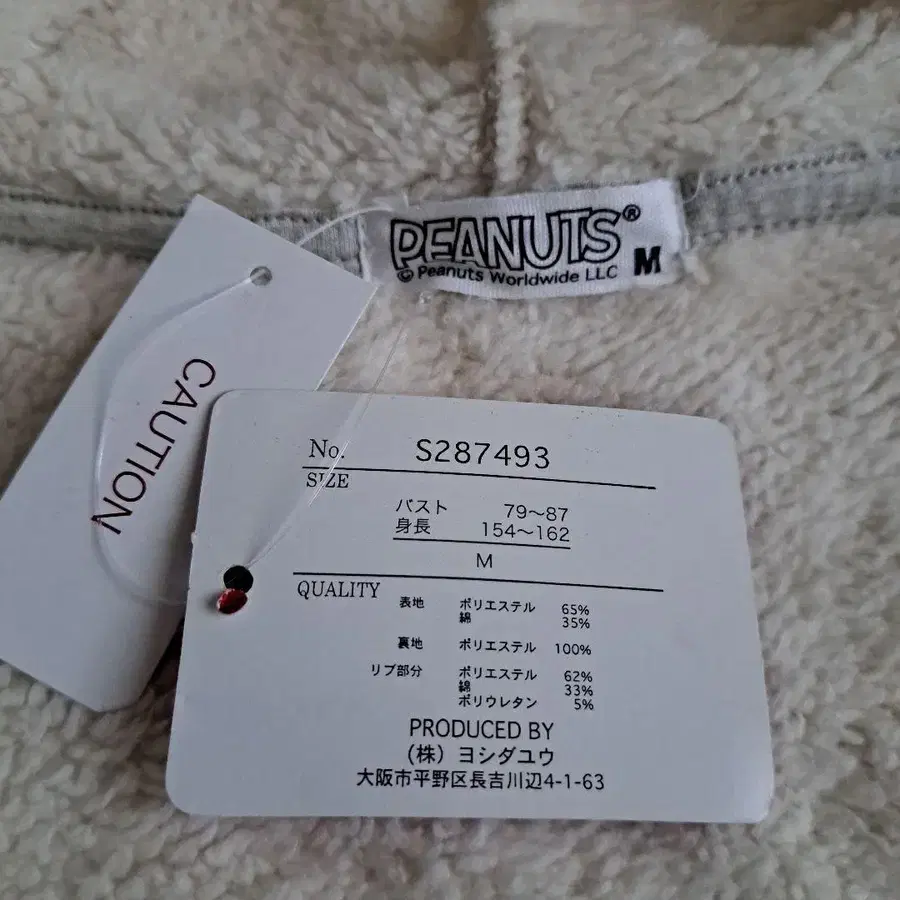 PEANUTS®
© Peanuts Worldwide LLC M
CAUTION
No. S287493
SIZE
バスト 79～87
身長 154～162
M
QUALITY
表地 ポリエステル 65%
綿 35%
裏地 ポリエステル 100%
リブ部分 ポリエステル 62%
綿 33%
ポリウレタン 5%
PRODUCED BY
(株) ヨシダユウ
大阪市平野区長吉川辺4-1-63